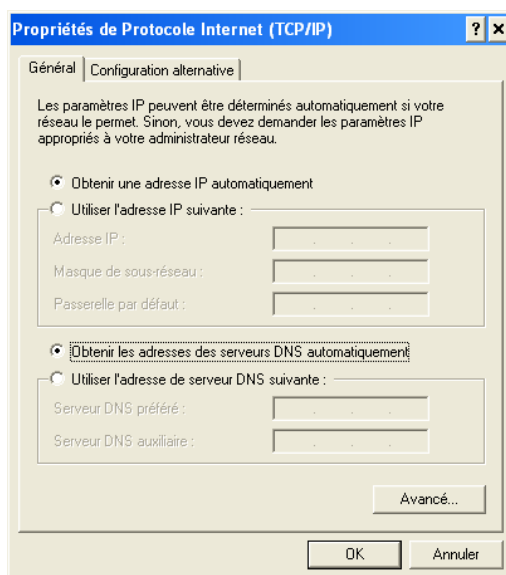 Propriétés de Protocole Internet (TCP/IP)
Général
Configuration alternative
Les paramètres IP peuvent être déterminés automatiquement si votre
réseau le permet. Sinon, vous devez demander les paramètres IP
appropriés à votre administrateur réseau.
Obtenir une adresse IP automatiquement
Utiliser l'adresse IP suivante :
Adresse IP :
Masque de sous-réseau :
Passerelle par défaut :
Obtenir les adresses des serveurs DNS automatiquement
Utiliser l'adresse de serveur DNS suivante :
Serveur DNS préféré :
Serveur DNS auxiliaire :
Avancé...
OK
Annuler